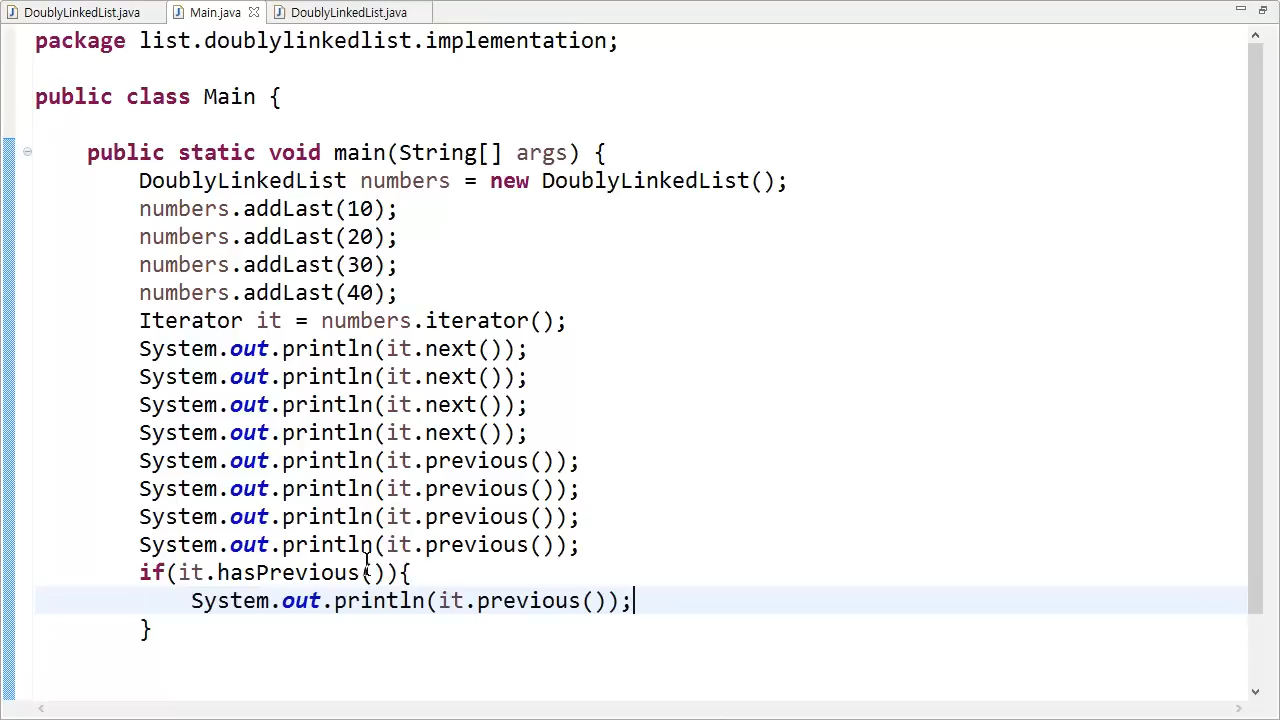 DoublyLinkedList.java Main.java DoublyLinkedList.java
package list.doublylinkedlist.implementation;
public class Main {
public static void main(String[] args) {
DoublyLinkedList numbers = new DoublyLinkedList();
numbers.addLast(10);
numbers.addLast(20);
numbers.addLast(30);
numbers.addLast(40);
Iterator it = numbers.iterator();
System.out.println(it.next());
System.out.println(it.next());
System.out.println(it.next());
System.out.println(it.next());
System.out.println(it.previous());
System.out.println(it.previous());
System.out.println(it.previous());
System.out.println(it.previous());
if(it.hasPrevious()){
System.out.println(it.previous());
}